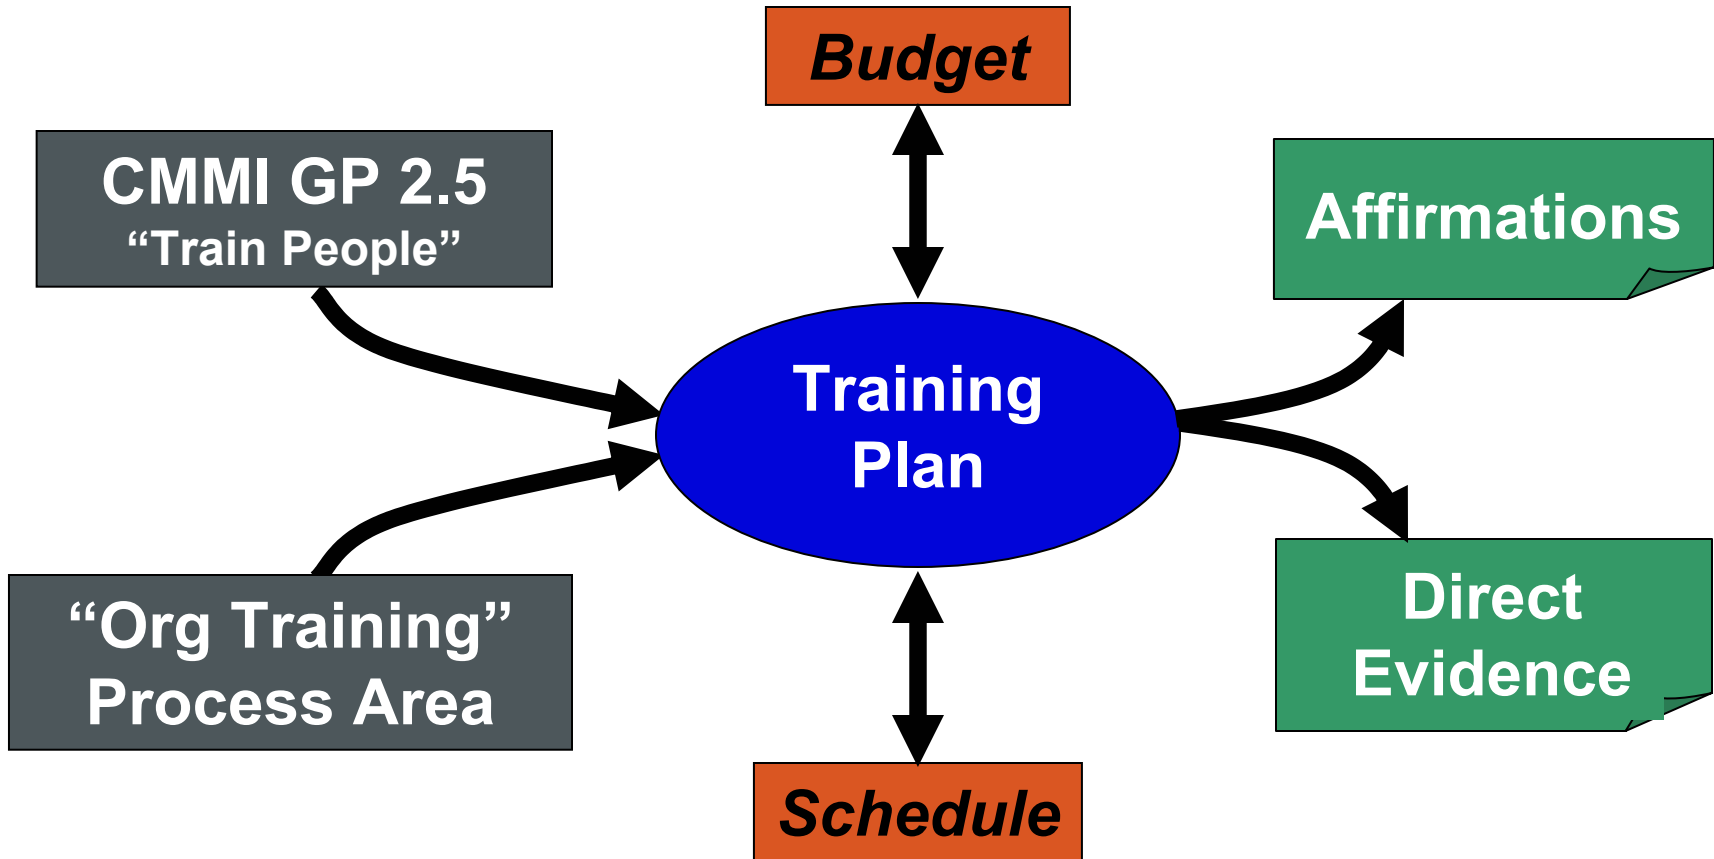 Budget
CMMI GP 2.5
“Train People”
Affirmations
Training
Plan
“Org Training”
Process Area
Direct
Evidence
Schedule